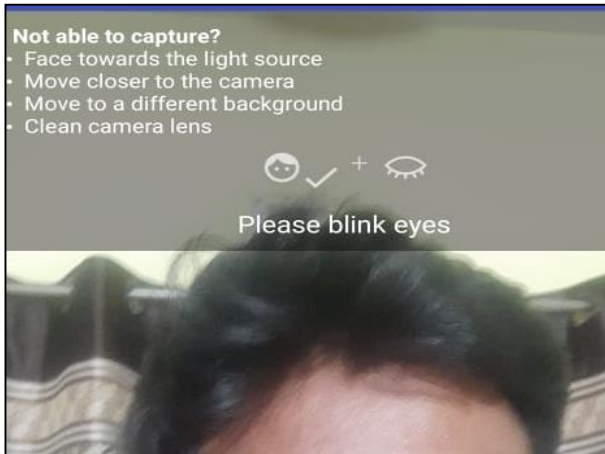 Not able to capture?
• Face towards the light source
• Move closer to the camera
• Move to a different background
• Clean camera lens
+
Please blink eyes